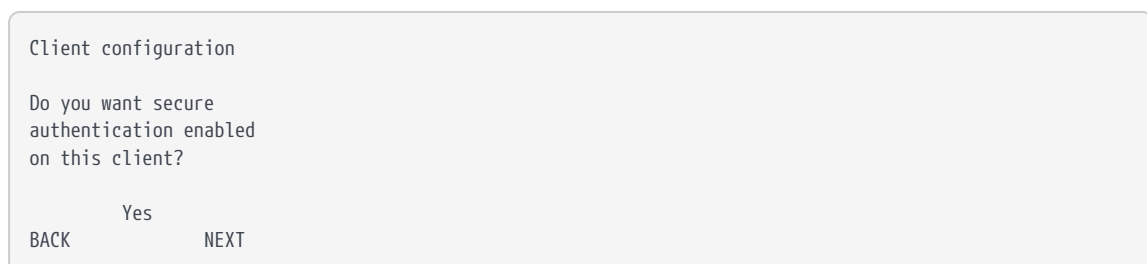 Client configuration
Do you want secure
authentication enabled
on this client?
Yes
BACK NEXT